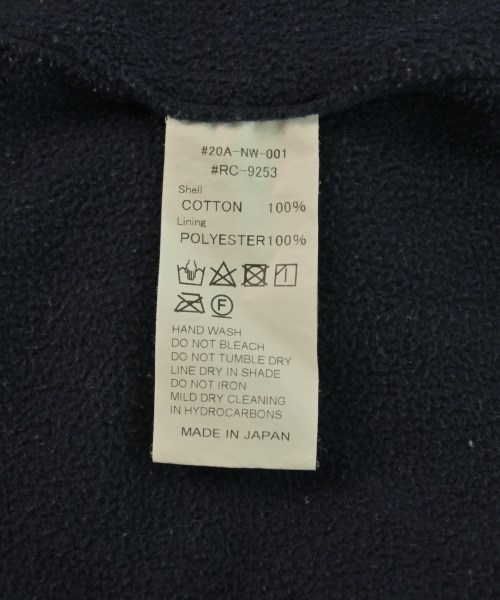 #20A-NW-001
#RC-9253
Shell
COTTON 100%
Lining
POLYESTER100%
F
HAND WASH
DO NOT BLEACH
DO NOT TUMBLE DRY
LINE DRY IN SHADE
DO NOT IRON
MILD DRY CLEANING
IN HYDROCARBONS
MADE IN JAPAN